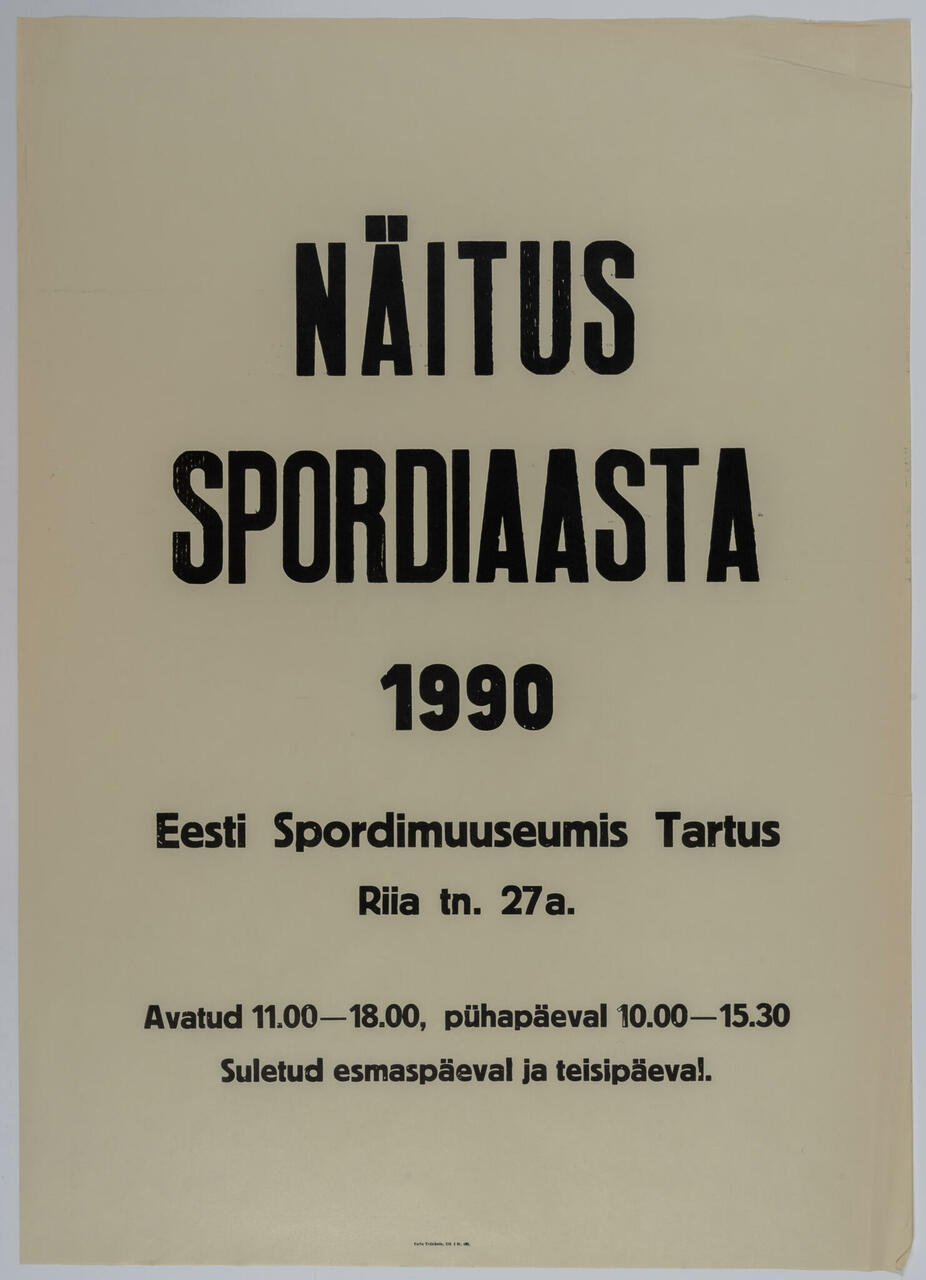 NÄITUS
SPORDIAASTA
1990
Eesti Spordimuuseumis Tartus
Riia tn. 27a.
Avatud 11.00—18.00, pühapäeval 10.00—15.30
Suletud esmaspäeval ja teisipäeval.